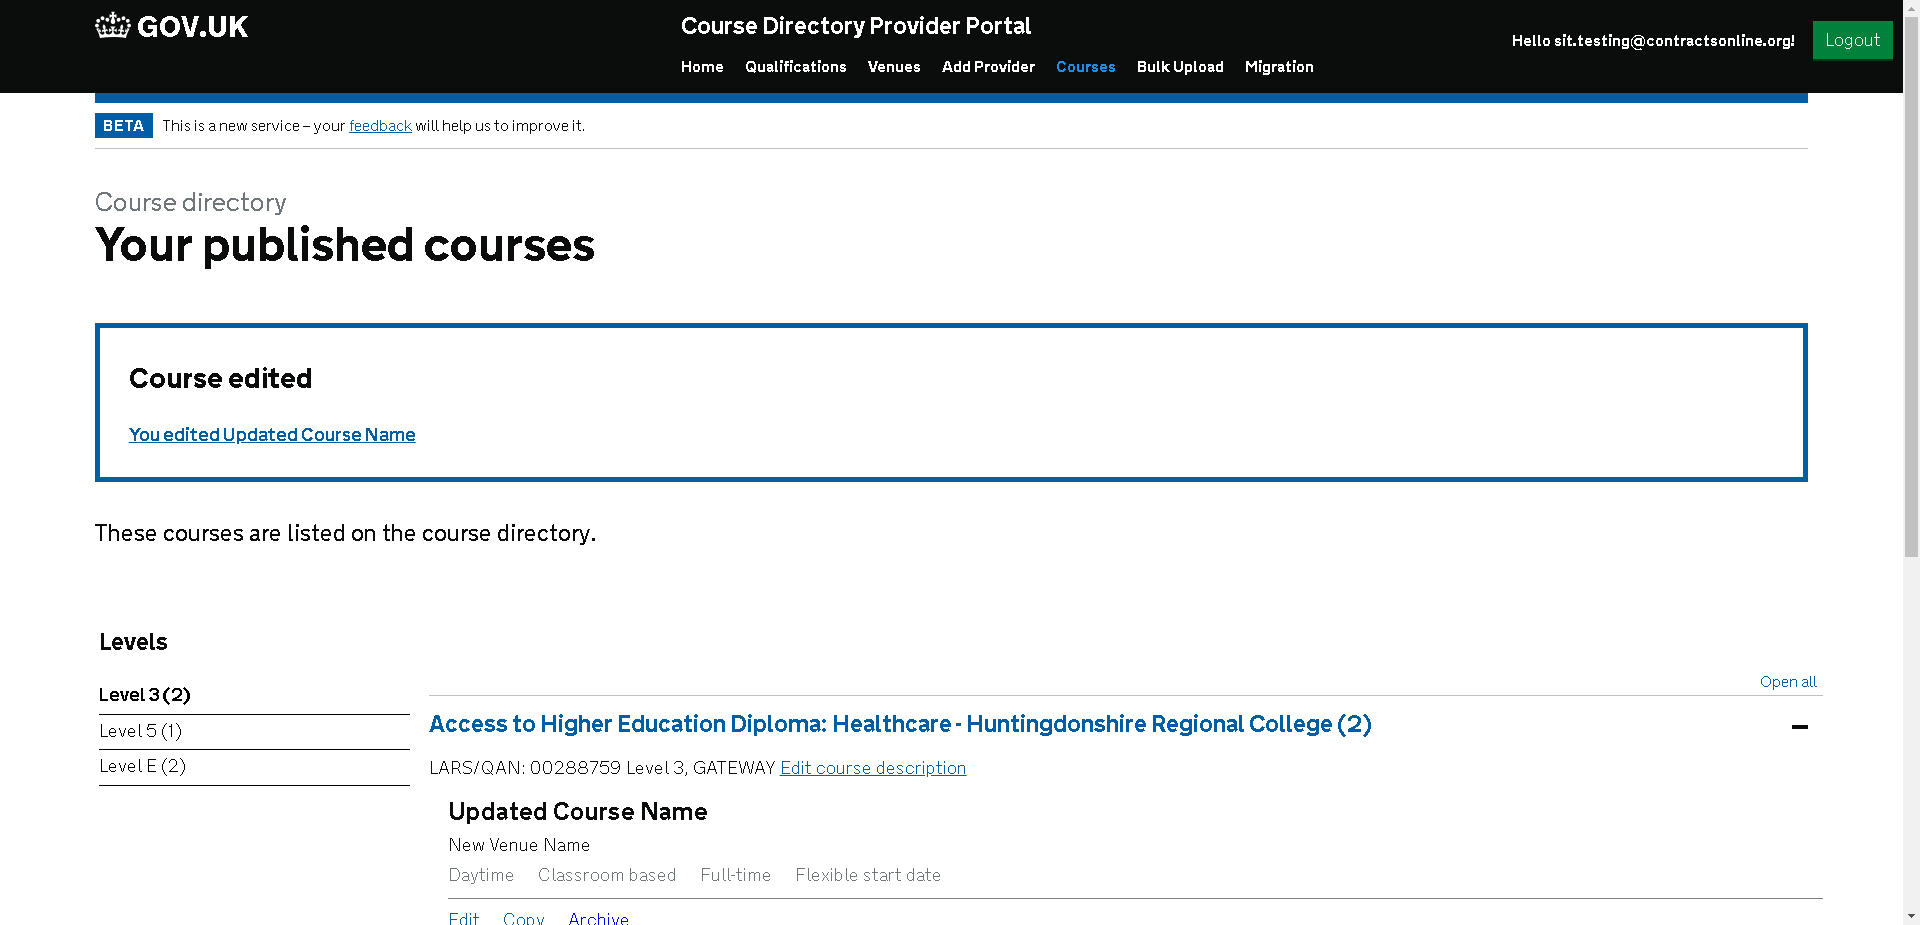 GOV.UK
Course Directory Provider Portal
Home Qualifications Venues Add Provider Courses Bulk Upload Migration
Hello sit.testing@contractsonline.org!
Logout
BETA This is a new service – your feedback will help us to improve it.
Course directory
Your published courses
Course edited
You edited Updated Course Name
These courses are listed on the course directory.
Levels
Level 3 (2)
Level 5 (1)
Level E (2)
Open all
Access to Higher Education Diploma: Healthcare - Huntingdonshire Regional College (2)
LARS/QAN: 00288759 Level 3, GATEWAY Edit course description
Updated Course Name
New Venue Name
Daytime Classroom based Full-time Flexible start date
Edit Copy Archive